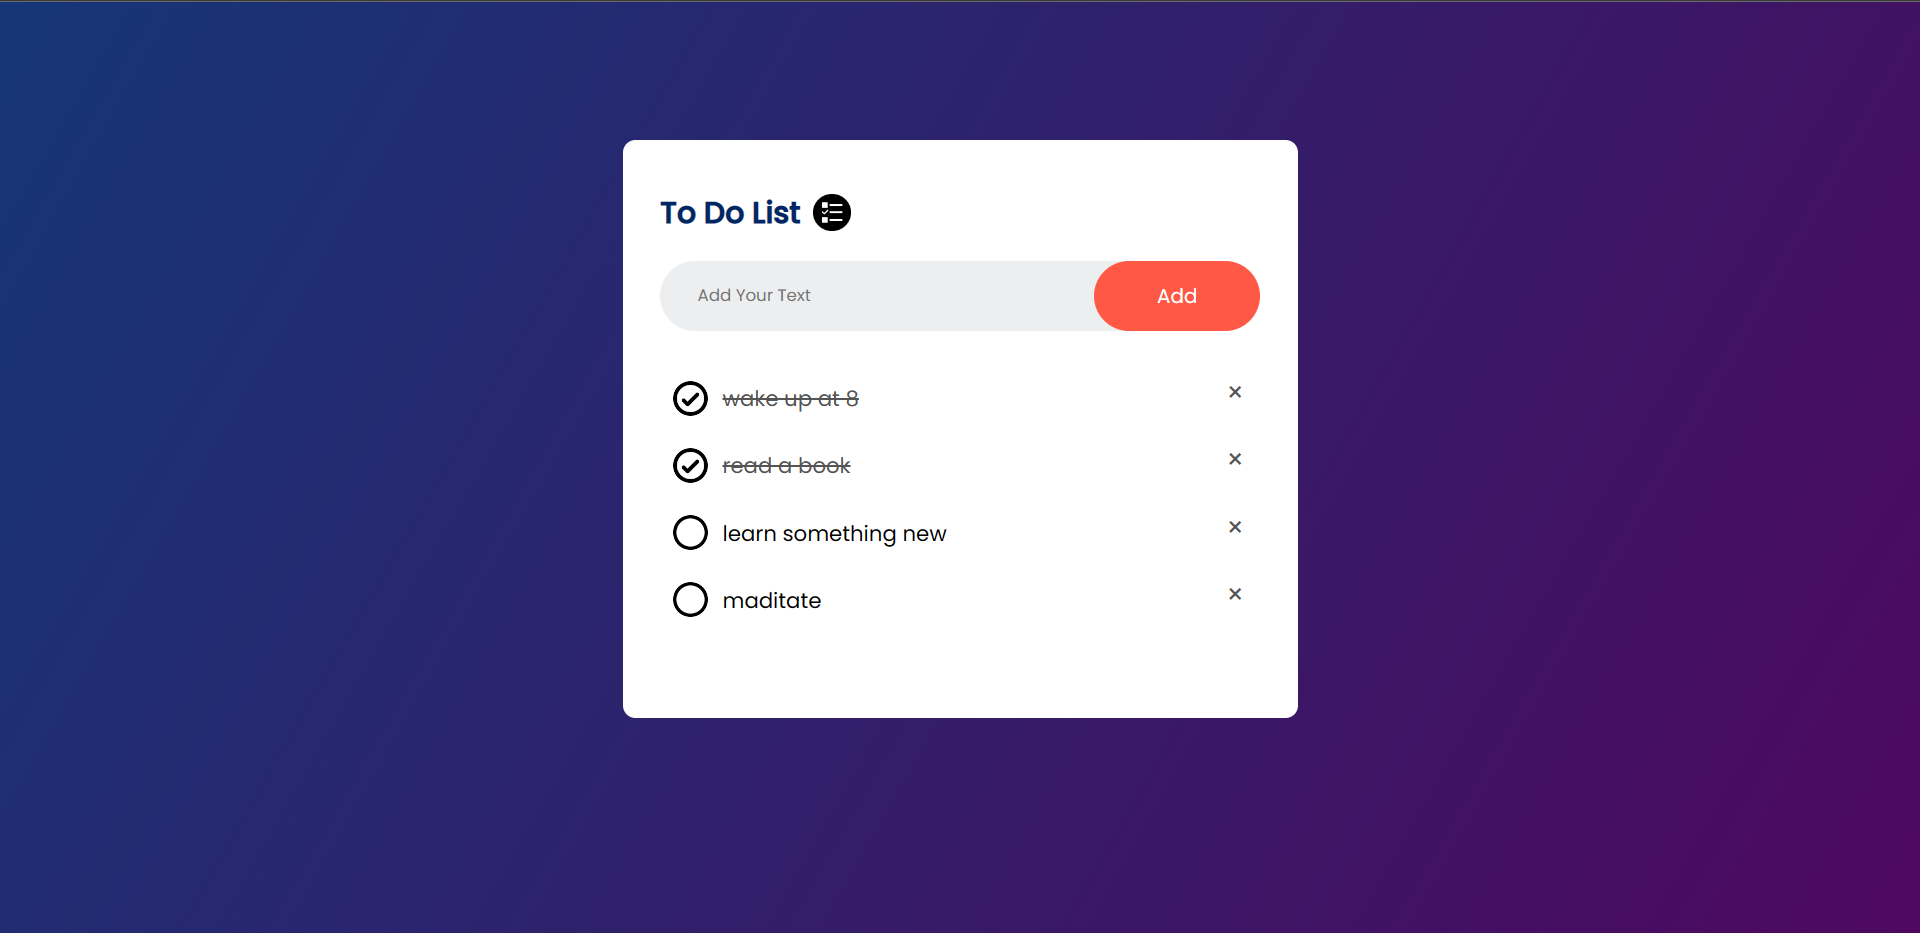 To Do List
Add Your Text
Add
wake up at 8
read a book
learn something new
maditate